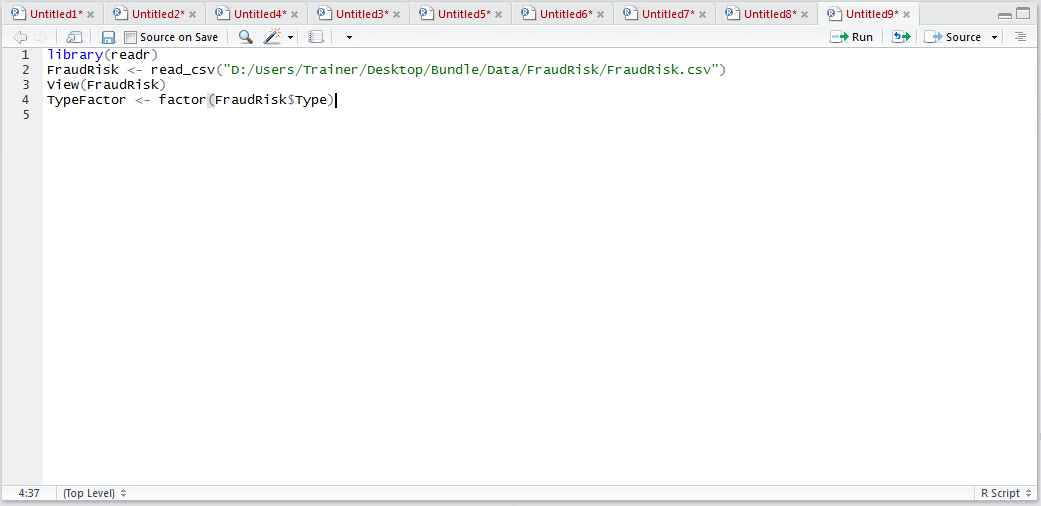 Untitled1* Untitled2* Untitled4* Untitled3* Untitled5* Untitled6* Untitled7* Untitled8* Untitled9*
Source on Save Run Source
1 library(readr)
2 FraudRisk <- read_csv("D:/Users/Trainer/Desktop/Bundle/Data/FraudRisk/FraudRisk.csv")
3 View(FraudRisk)
4 TypeFactor <- factor(FraudRisk$Type)
5
4:37 (Top Level) R Script